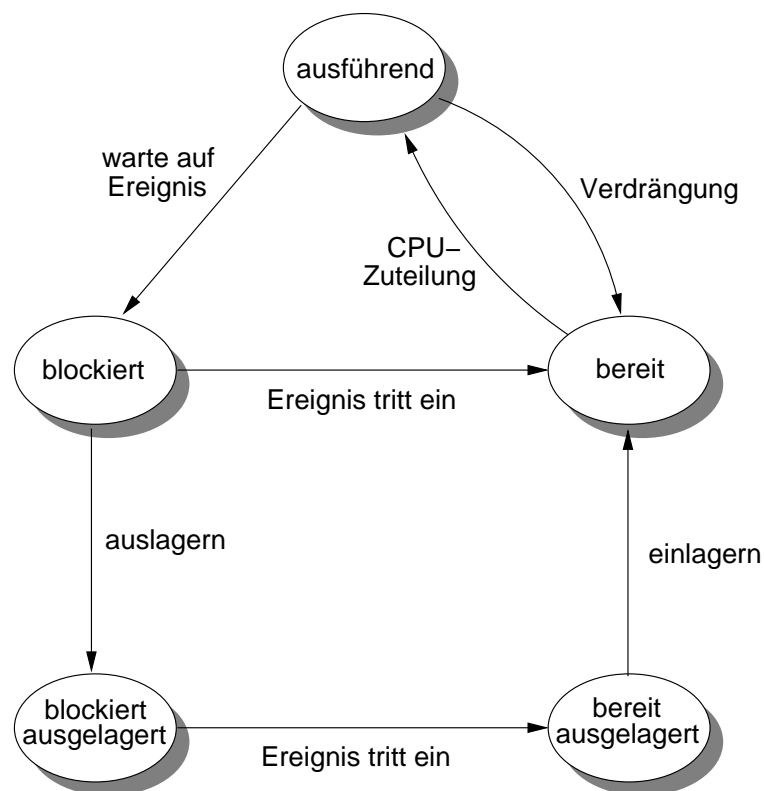 ausführend
warte auf
Ereignis
Verdrängung
CPU–
Zuteilung
blockiert
bereit
Ereignis tritt ein
auslagern
einlagern
blockiert
ausgelagert
bereit
ausgelagert
Ereignis tritt ein